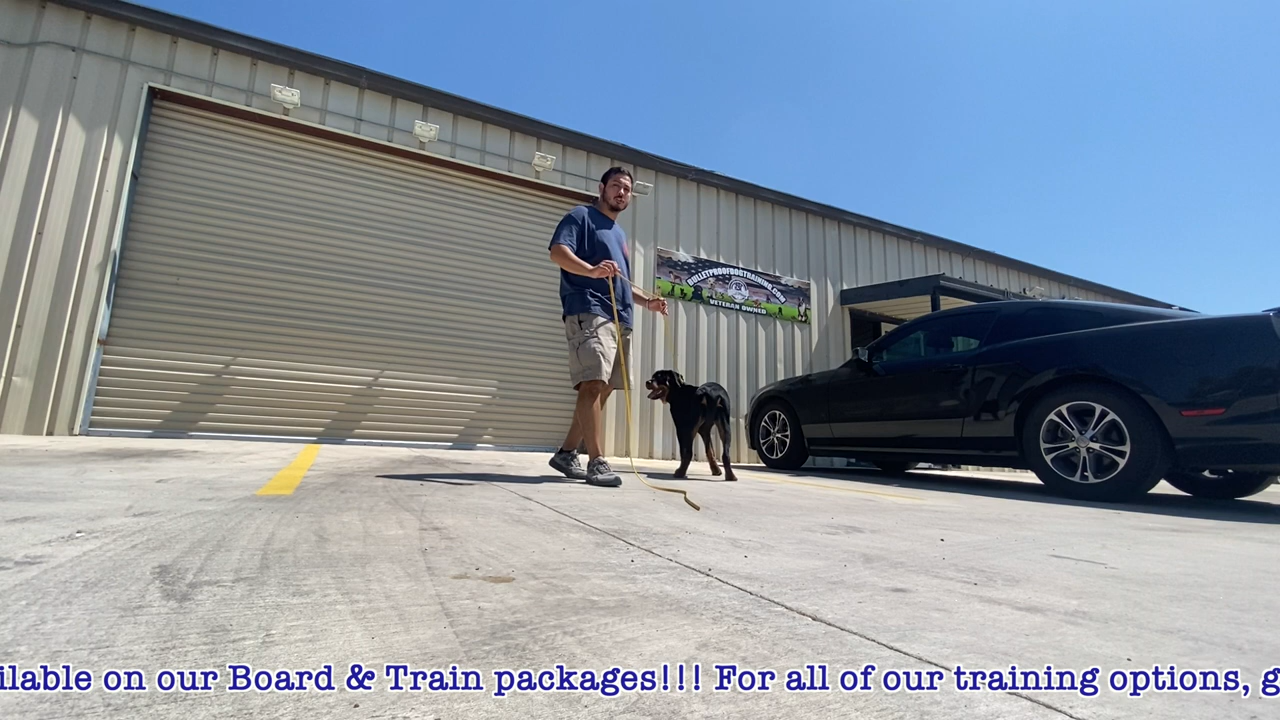 BULLETPROOFDOGTRAINING.COM
VETERAN OWNED
ilable on our Board & Train packages!!! For all of our training options, g